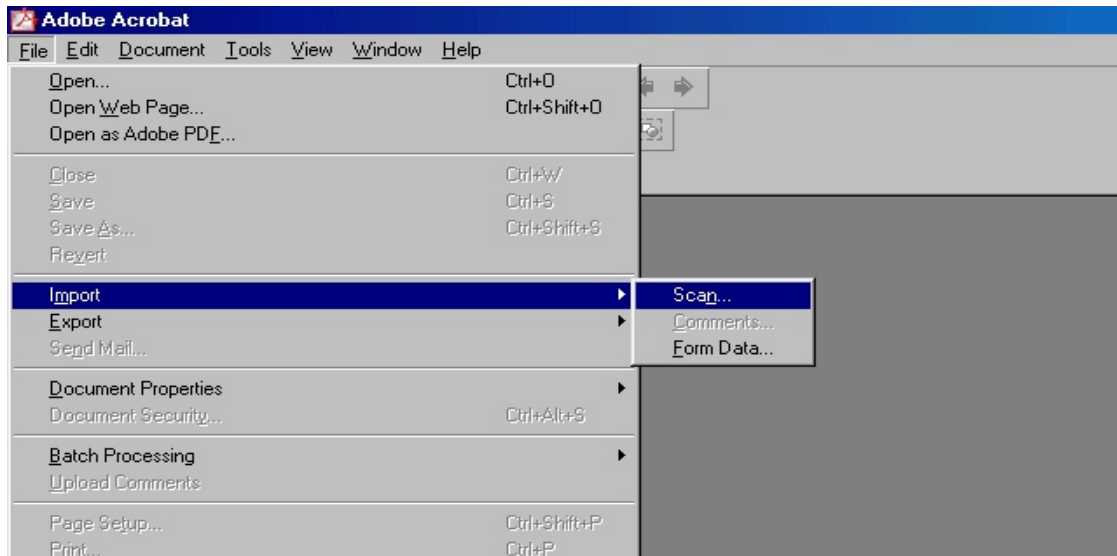 Adobe Acrobat
File Edit Document Tools View Window Help
Open... Ctrl+O
Open Web Page... Ctrl+Shift+O
Open as Adobe PDF...
Close Ctrl+W
Save Ctrl+S
Save As... Ctrl+Shift+S
Revert
Import Scan...
Export Comments...
Send Mail... Form Data...
Document Properties
Document Security... Ctrl+Alt+S
Batch Processing
Upload Comments
Page Setup... Ctrl+Shift+P
Print... Ctrl+P